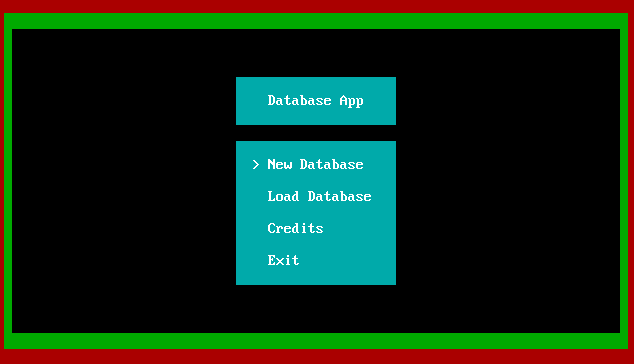 Database App
> New Database
Load Database
Credits
Exit